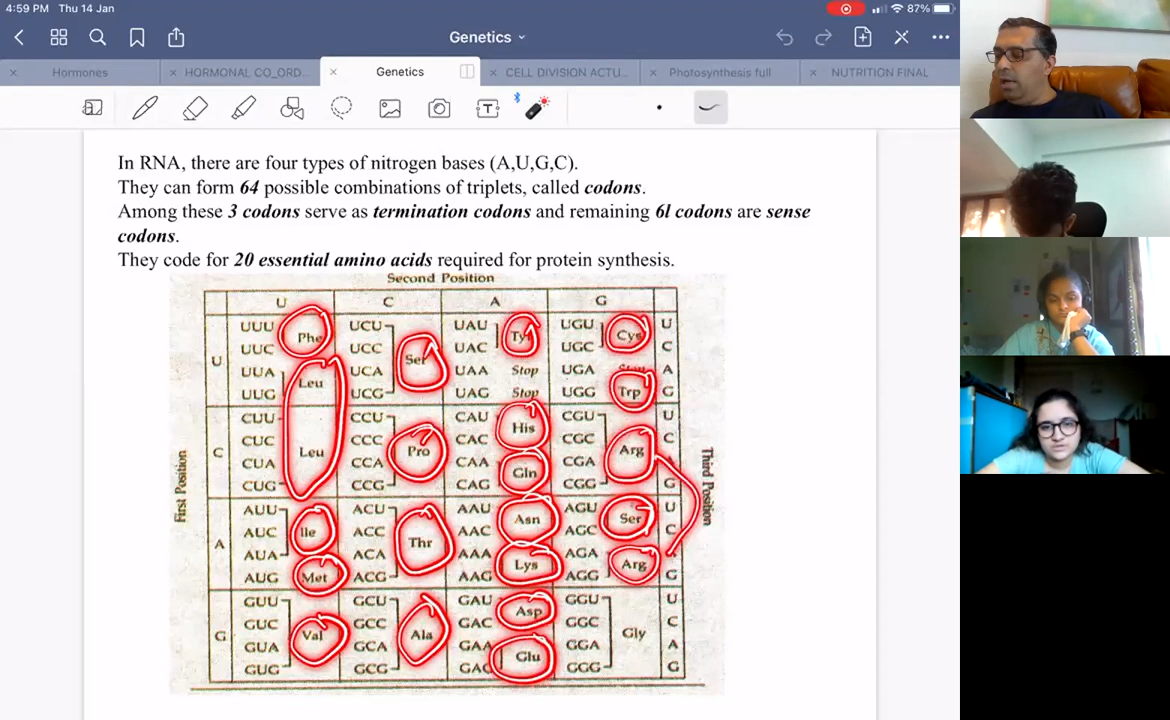 4:59 PM Thu 14 Jan
87%
Genetics
Hormones
HORMONAL CO_ORD...
Genetics
CELL DIVISION ACTU...
Photosynthesis full
NUTRITION FINAL
In RNA, there are four types of nitrogen bases (A,U,G,C).
They can form 64 possible combinations of triplets, called codons.
Among these 3 codons serve as termination codons and remaining 6l codons are sense
codons.
They code for 20 essential amino acids required for protein synthesis.
Second Position
U C A G
First Position
Third Position
U
UUU Phe UCU Ser UAU Tyr UGU Cys U
UUC UCC UAC UGC C
UUA Leu UCA UAA Stop UGA Stop A
UUG UCG UAG Stop UGG Trp G
C
CUU Leu CCU Pro CAU His CGU Arg U
CUC CCC CAC CGC C
CUA CCA CAA Gln CGA
CUG CCG CAG CGG G
A
AUU Ile ACU Thr AAU Asn AGU Ser U
AUC ACC AAC AGC C
AUA ACA AAA Lys AGA Arg A
AUG Met ACG AAG AGG G
G
GUU Val GCU Ala GAU Asp GGU Gly U
GUC GCC GAC GGC C
GUA GCA GAA Glu GGA A
GUG GCG GGG G